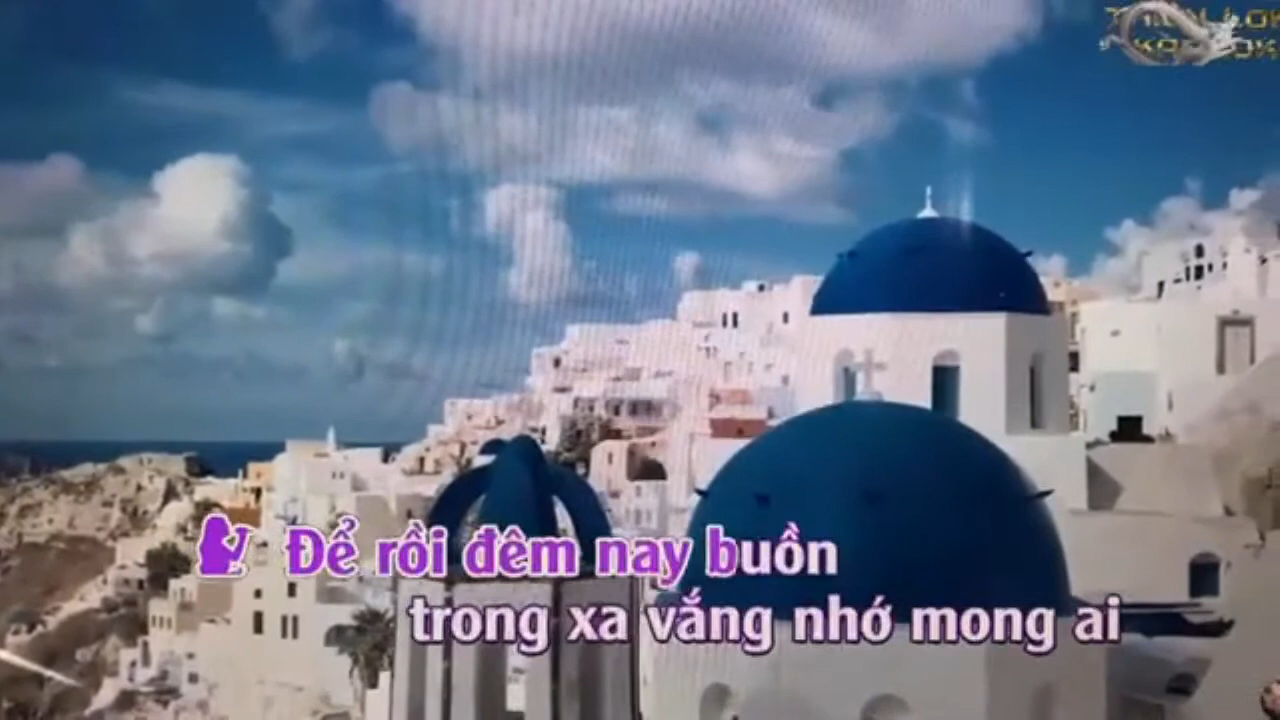 Để rồi đêm nay buồn
trong xa vắng nhớ mong ai